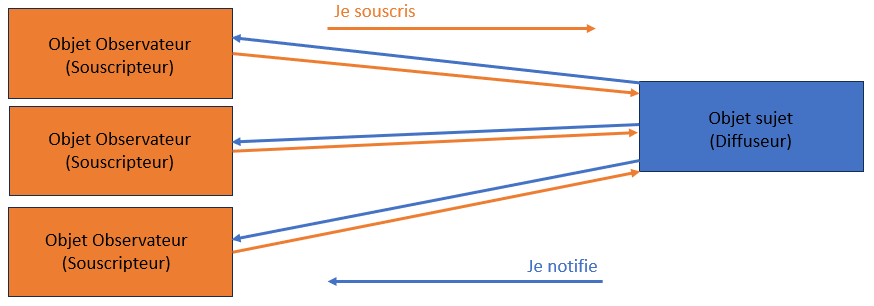 Je souscris
Objet Observateur
(Souscripteur)
Objet Observateur
(Souscripteur)
Objet sujet
(Diffuseur)
Objet Observateur
(Souscripteur)
Je notifie